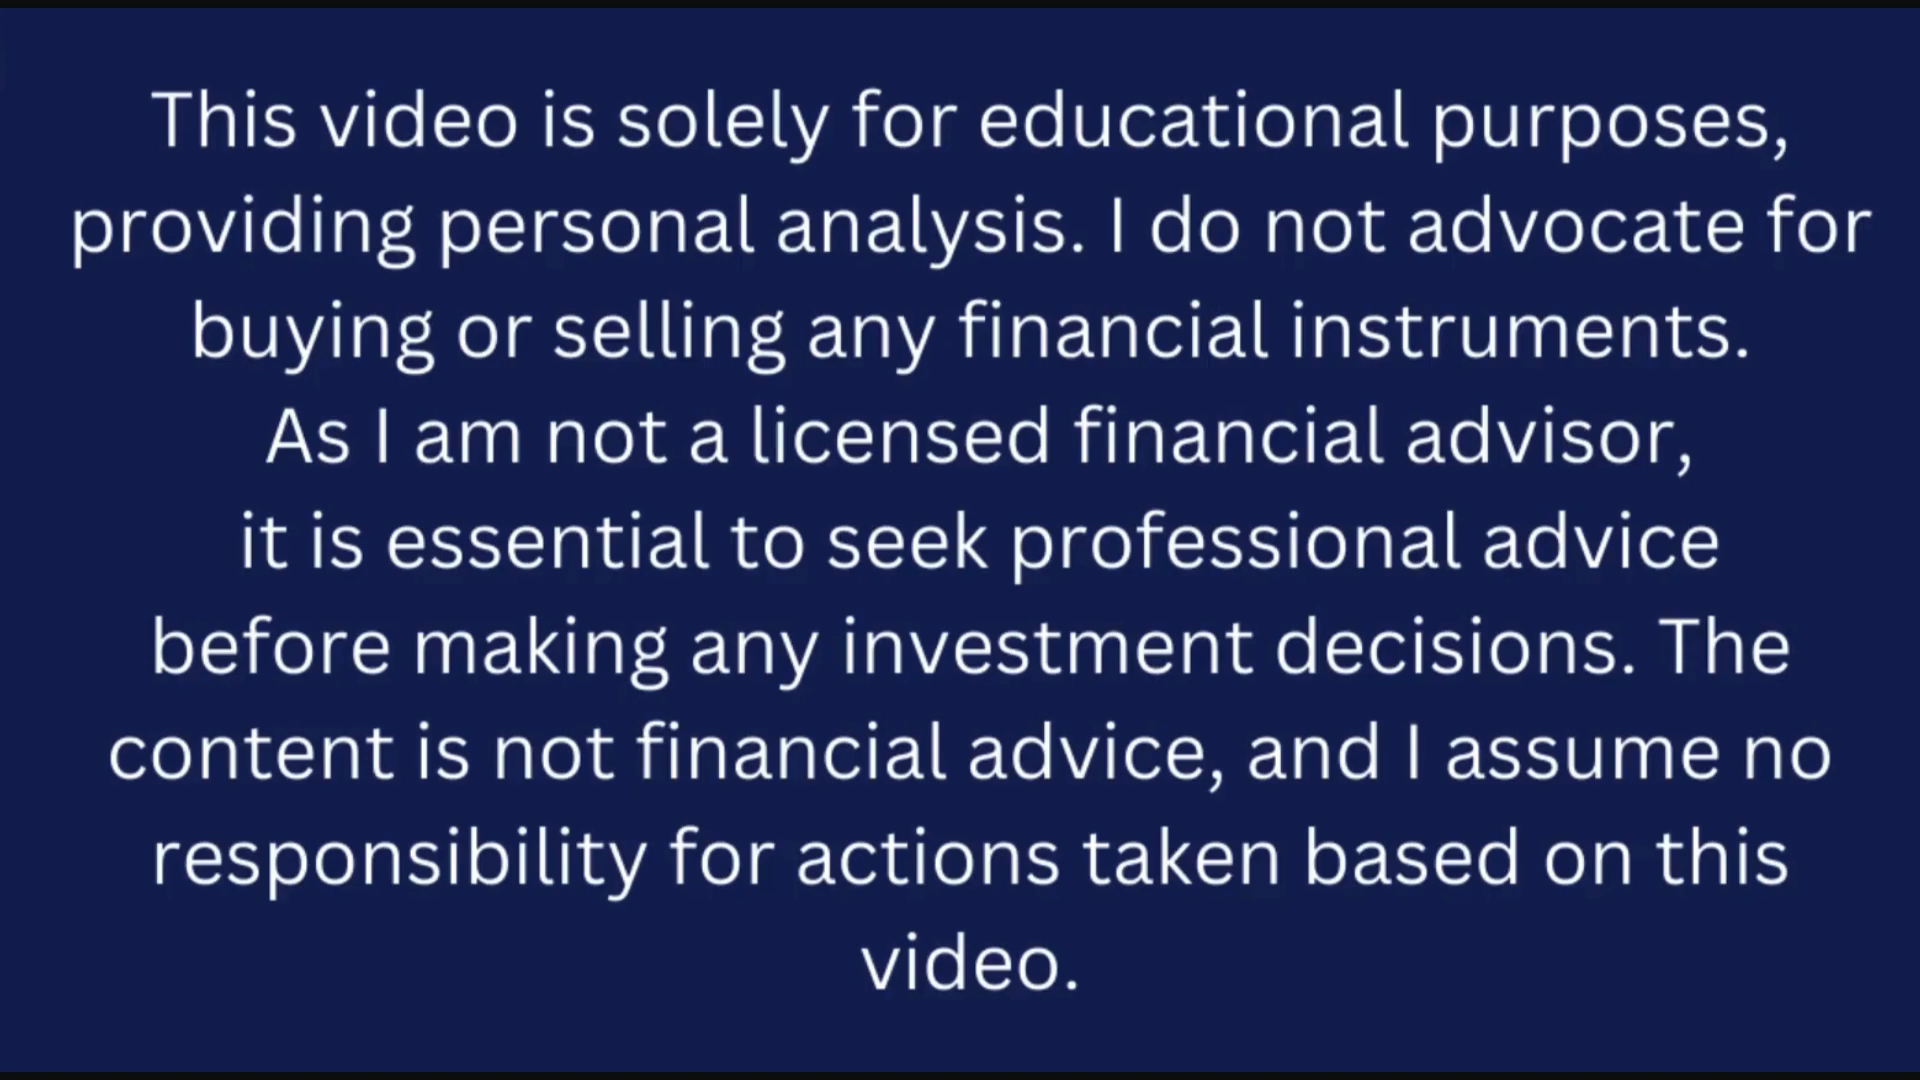 This video is solely for educational purposes,
providing personal analysis. I do not advocate for
buying or selling any financial instruments.
As I am not a licensed financial advisor,
it is essential to seek professional advice
before making any investment decisions. The
content is not financial advice, and I assume no
responsibility for actions taken based on this
video.